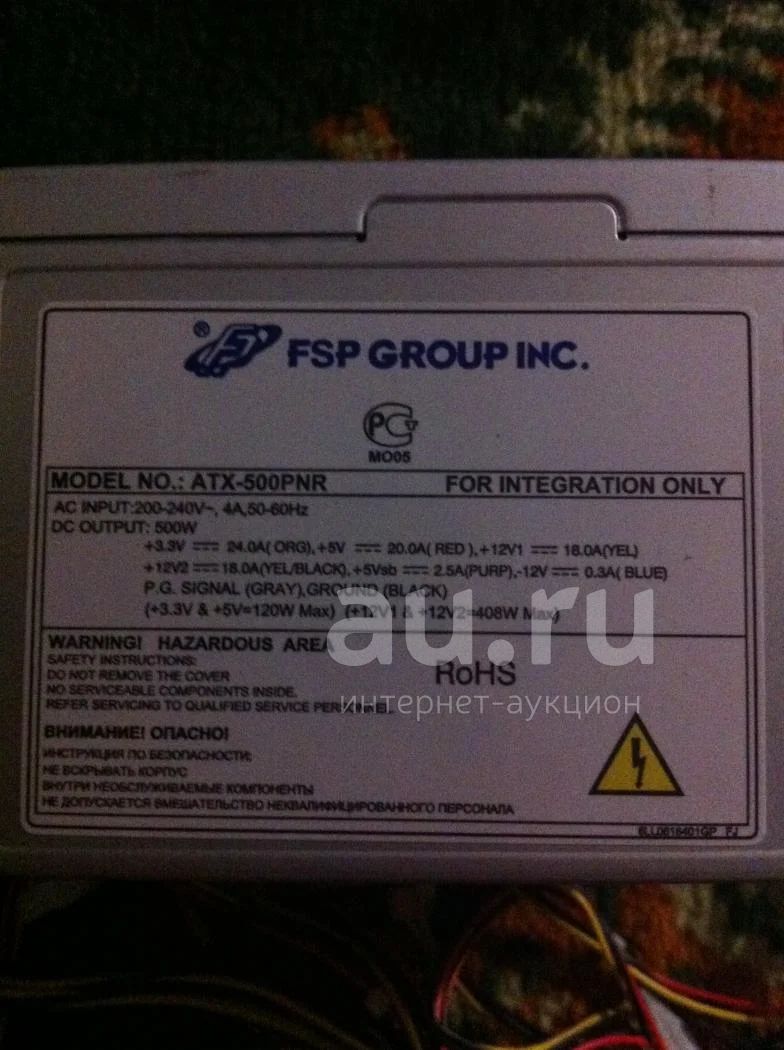 ® FSP GROUP INC.
РСТ
MO05
MODEL NO.: ATX-500PNR FOR INTEGRATION ONLY
AC INPUT:200-240V~, 4A,50-60Hz
DC OUTPUT: 500W
+3.3V ⎓ 24.0A( ORG),+5V ⎓ 20.0A( RED ),+12V1 ⎓ 18.0A(YEL)
+12V2 ⎓ 18.0A(YEL/BLACK),+5Vsb ⎓ 2.5A(PURP),-12V ⎓ 0.3A( BLUE)
P.G. SIGNAL (GRAY),GROUND (BLACK)
(+3.3V & +5V=120W Max) (+12V1 & +12V2=408W Max)
au.ru
интернет-аукцион
WARNING! HAZARDOUS AREA
SAFETY INSTRUCTIONS:
DO NOT REMOVE THE COVER
NO SERVICEABLE COMPONENTS INSIDE.
REFER SERVICING TO QUALIFIED SERVICE PERSONNEL.
RoHS
ВНИМАНИЕ! ОПАСНО!
ИНСТРУКЦИЯ ПО БЕЗОПАСНОСТИ:
НЕ ВСКРЫВАТЬ КОРПУС
ВНУТРИ НЕОБСЛУЖИВАЕМЫЕ КОМПОНЕНТЫ
НЕ ДОПУСКАЕТСЯ ВМЕШАТЕЛЬСТВО НЕКВАЛИФИЦИРОВАННОГО ПЕРСОНАЛА